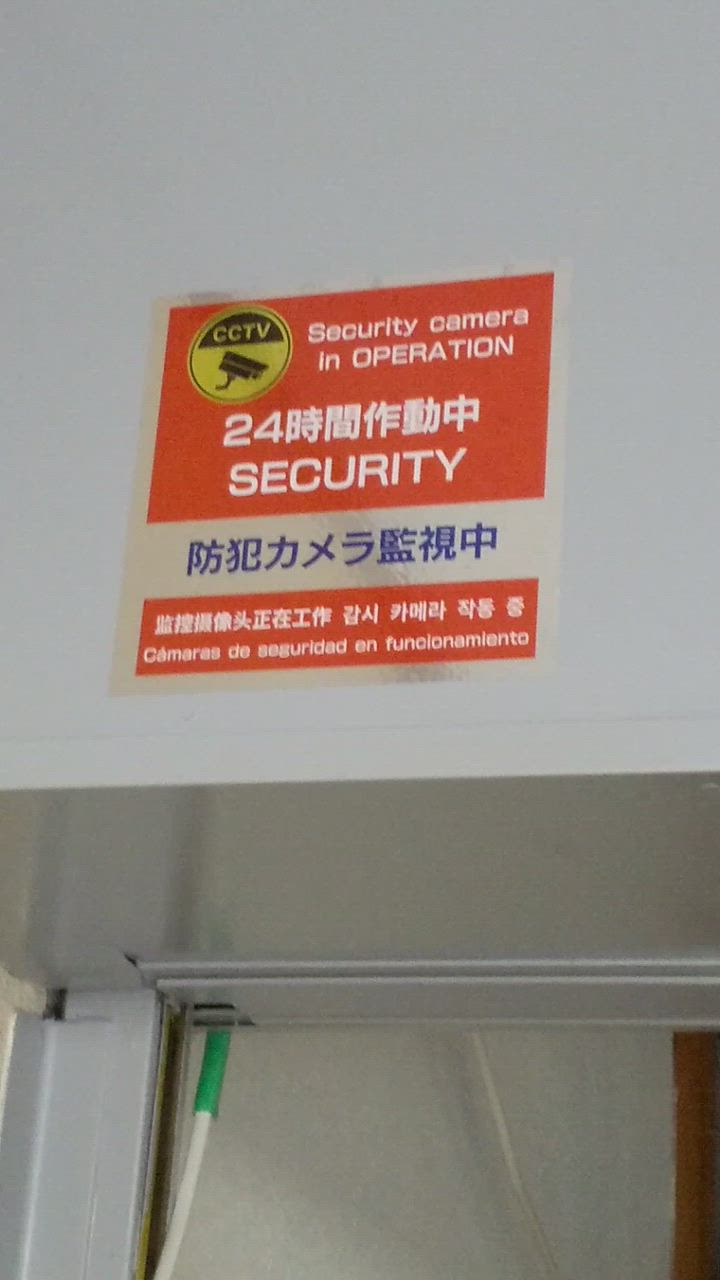 CCTV
Security camera
in OPERATION
24時間作動中
SECURITY
防犯カメラ監視中
监控摄像头正在工作 감시 카메라 작동 중
Cámaras de seguridad en funcionamiento